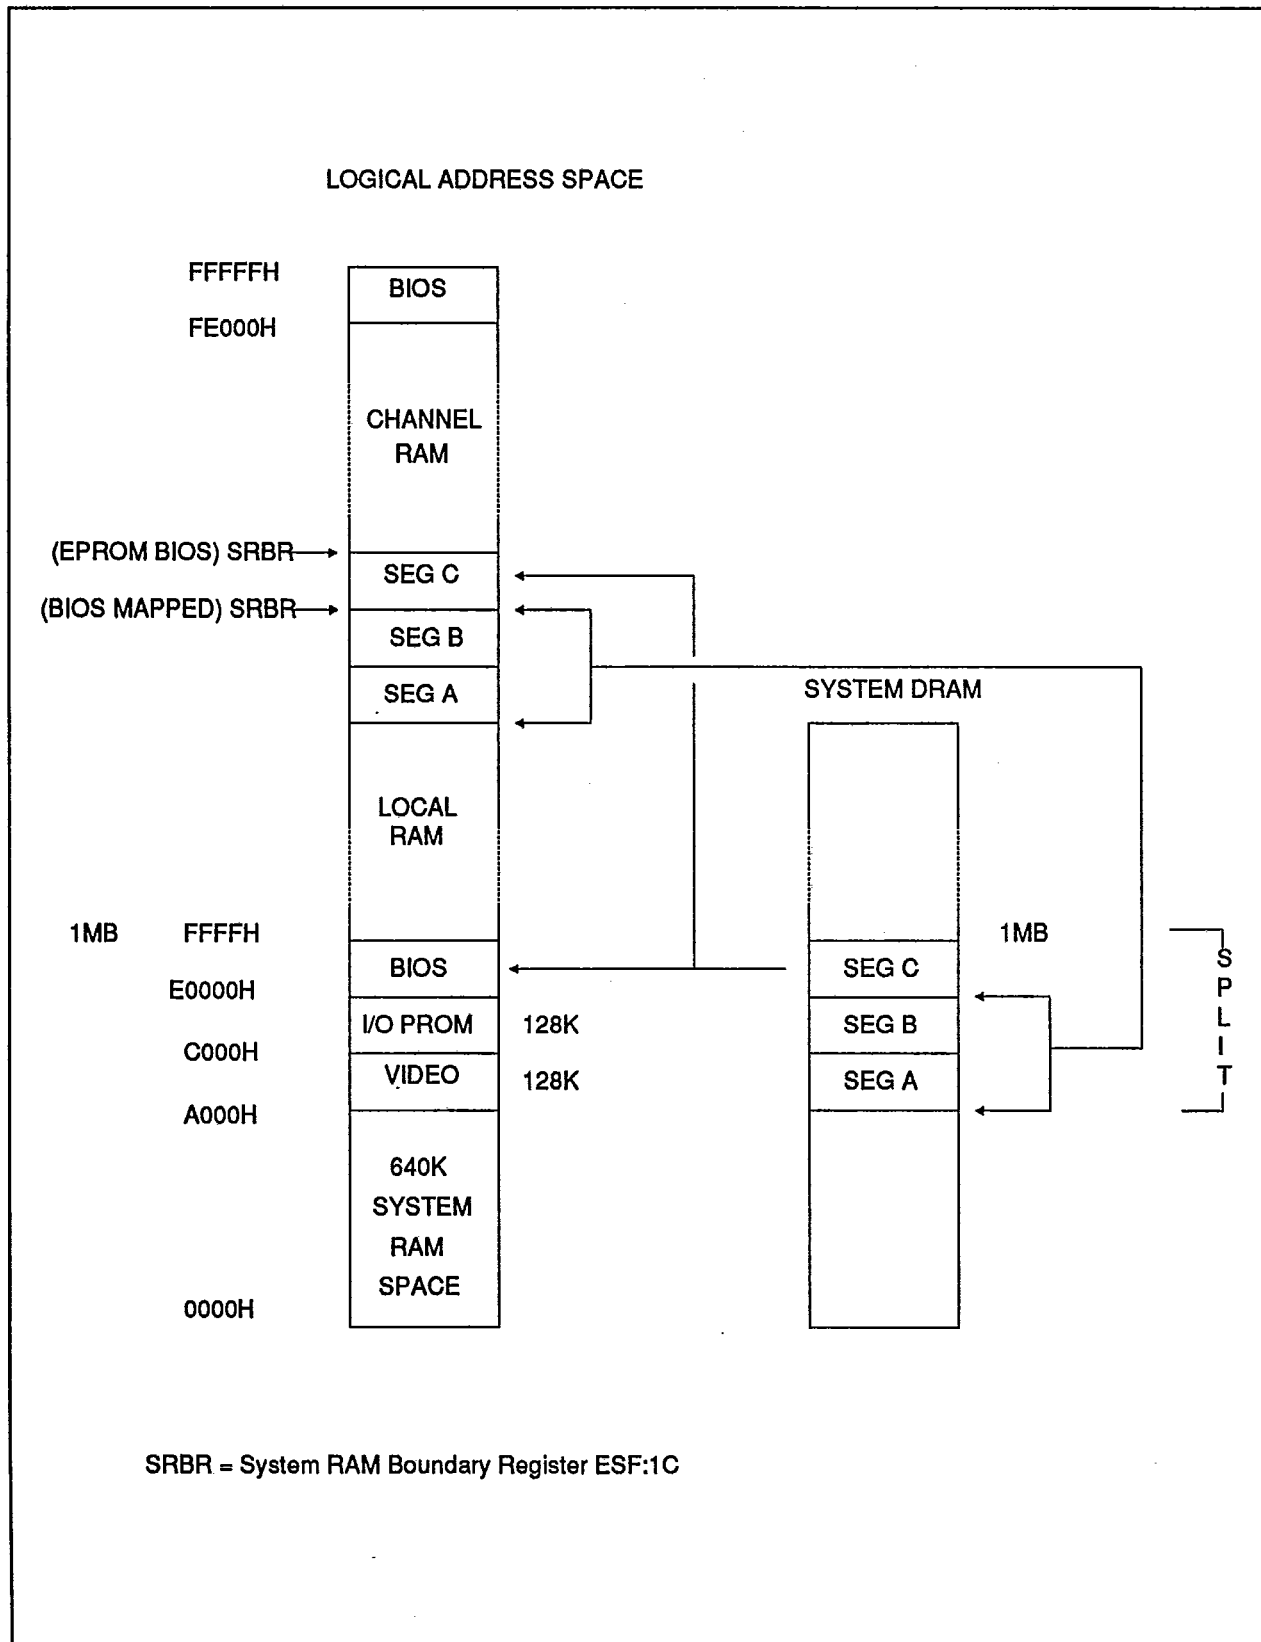 LOGICAL ADDRESS SPACE
FFFFFH
BIOS
FE000H
CHANNEL
RAM
(EPROM BIOS) SRBR
SEG C
(BIOS MAPPED) SRBR
SEG B
SEG A
SYSTEM DRAM
LOCAL
RAM
1MB FFFFH
1MB
BIOS
SEG C
E0000H
I/O PROM 128K
SEG B
C000H
VIDEO 128K
SEG A
A000H
SPLIT
640K
SYSTEM
RAM
SPACE
0000H
SRBR = System RAM Boundary Register ESF:1C